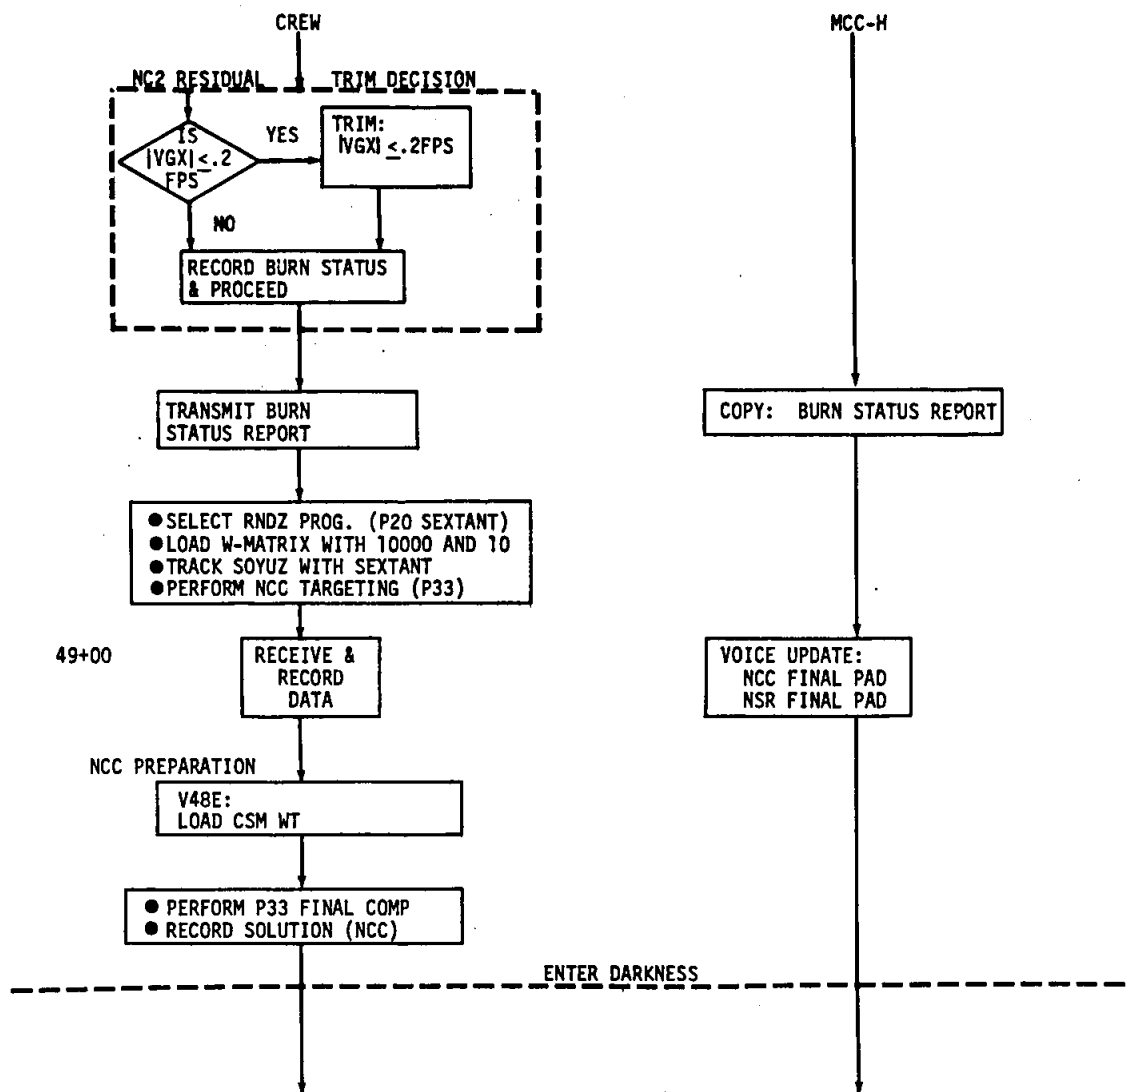 CREW
MCC-H
NC2 RESIDUAL TRIM DECISION
IS
|VGX| ≤.2
FPS
YES
TRIM:
|VGX| ≤.2FPS
NO
RECORD BURN STATUS
& PROCEED
TRANSMIT BURN
STATUS REPORT
COPY: BURN STATUS REPORT
●SELECT RNDZ PROG. (P20 SEXTANT)
●LOAD W-MATRIX WITH 10000 AND 10
●TRACK SOYUZ WITH SEXTANT
●PERFORM NCC TARGETING (P33)
49+00
RECEIVE &
RECORD
DATA
VOICE UPDATE:
NCC FINAL PAD
NSR FINAL PAD
NCC PREPARATION
V48E:
LOAD CSM WT
● PERFORM P33 FINAL COMP
● RECORD SOLUTION (NCC)
ENTER DARKNESS